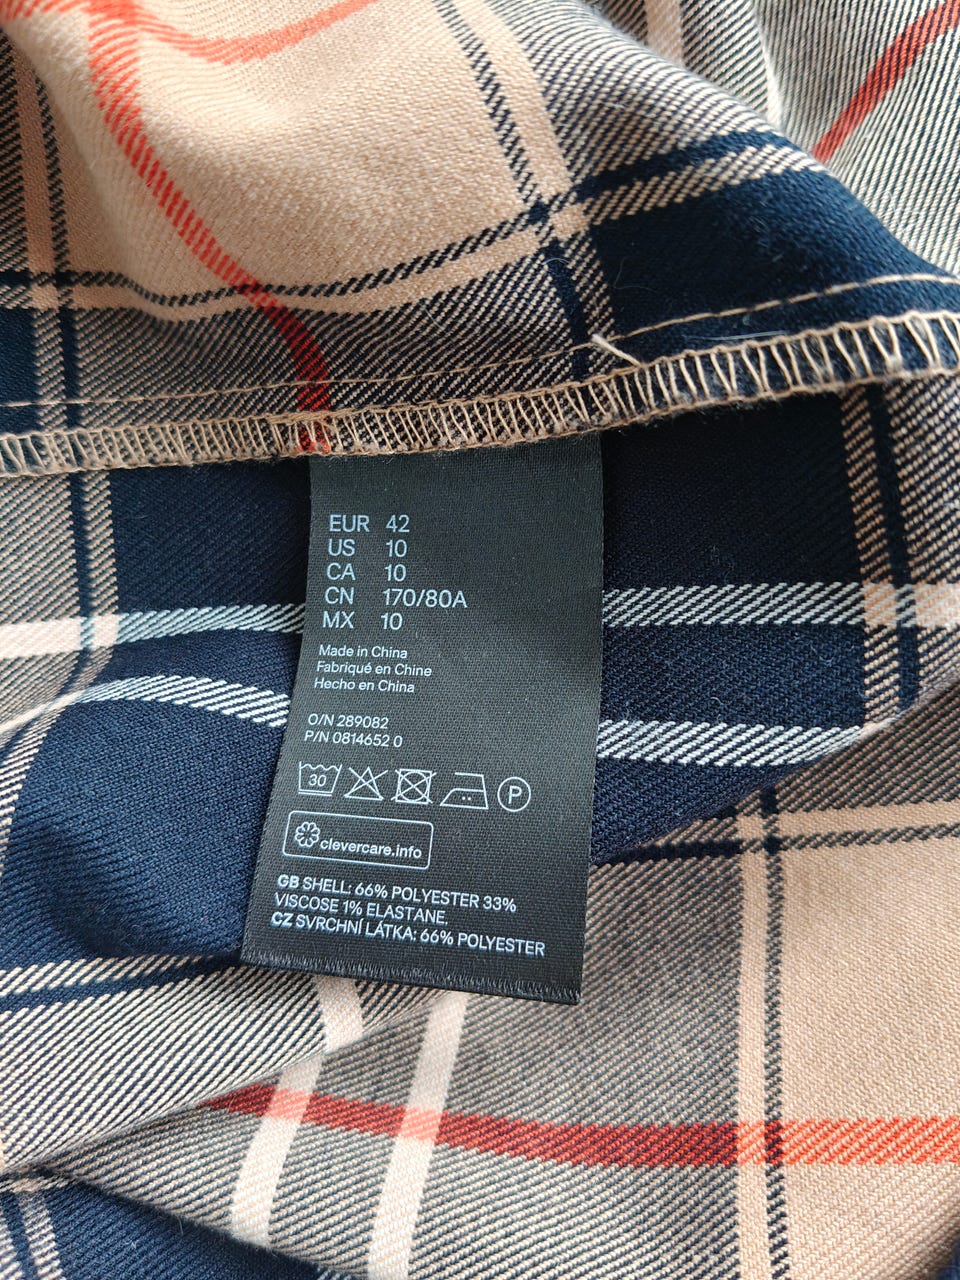 EUR 42
US 10
CA 10
CN 170/80A
MX 10
Made in China
Fabriqué en Chine
Hecho en China
O/N 289082
P/N 0814652 0
30
P
clevercare.info
GB SHELL: 66% POLYESTER 33%
VISCOSE 1% ELASTANE.
CZ SVRCHNÍ LÁTKA: 66% POLYESTER